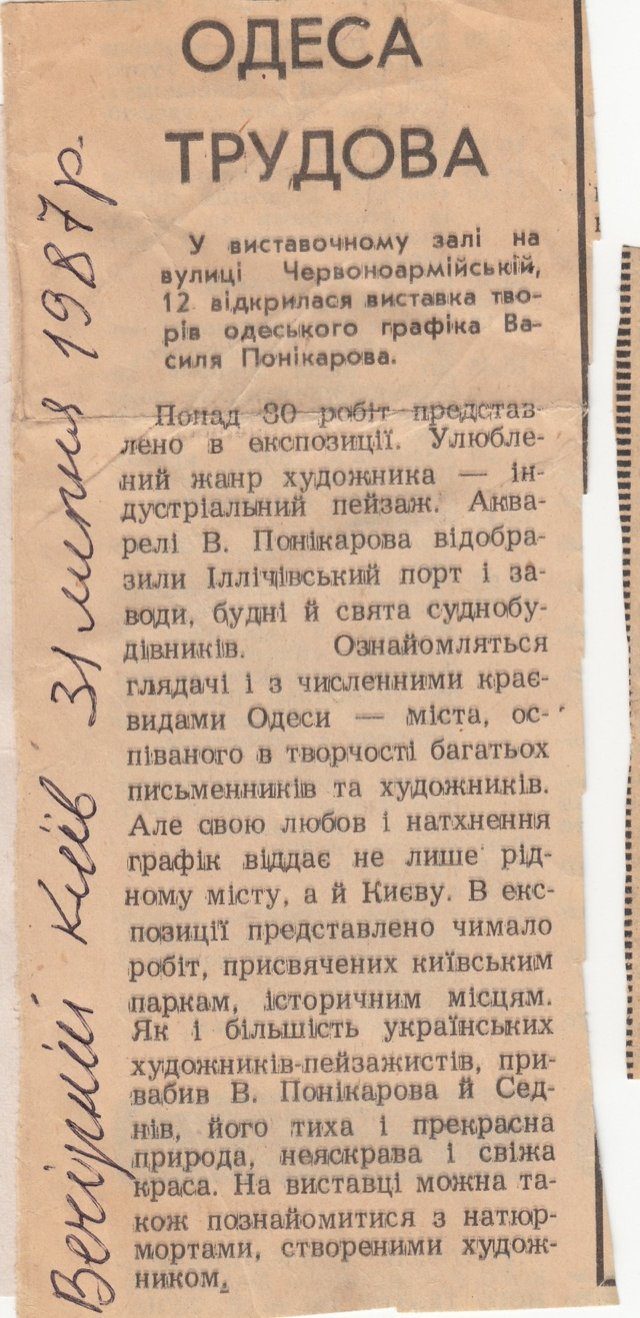 ОДЕСА
ТРУДОВА
У виставочному залі на
вулиці Червоноармійській,
12 відкрилася виставка тво-
рів одеського графіка Ва-
силя Понікарова.
Понад 80 робіт представ-
лено в експозиції. Улюбле-
ний жанр художника — ін-
дустріальний пейзаж. Аква-
релі В. Понікарова відобра-
зили Іллічівський порт і за-
води, будні й свята суднобу-
дівників. Ознайомляться
глядачі і з численними крає-
видами Одеси — міста, ос-
піваного в творчості багатьох
письменників та художників.
Але свою любов і натхнення
графік віддає не лише рід-
ному місту, а й Києву. В екс-
позиції представлено чимало
робіт, присвячених київським
паркам, історичним місцям.
Як і більшість українських
художників-пейзажистів, при-
вабив В. Понікарова й Сед-
нів, його тиха і прекрасна
природа, неяскрава і свіжа
краса. На виставці можна та-
кож познайомитися з натюр-
мортами, створеними худож-
ником.
Вечірній Київ 31 липня 1987 р.